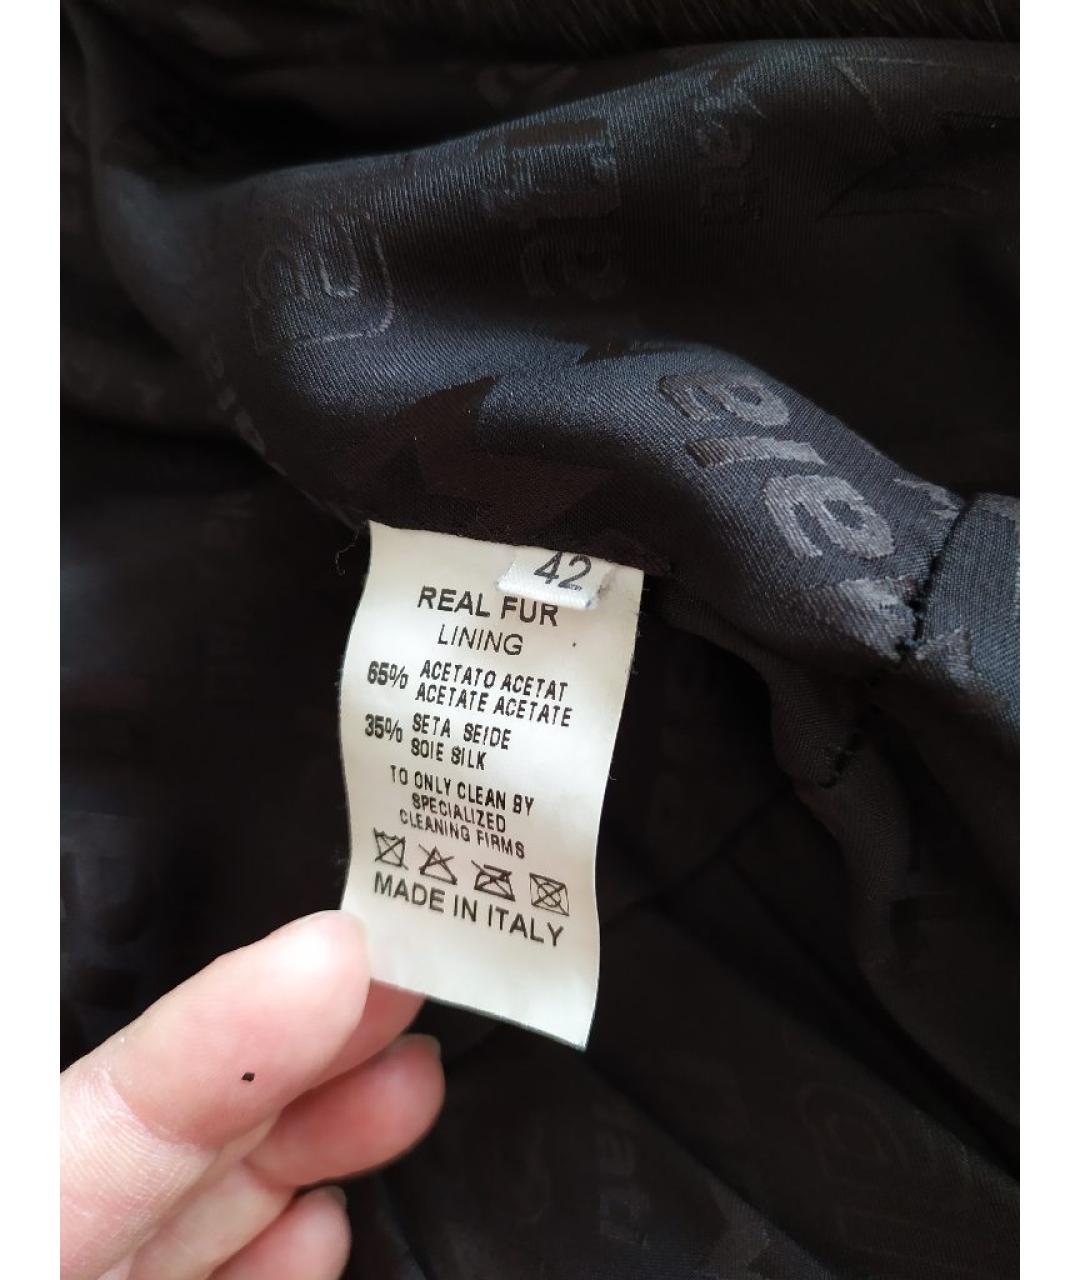 42
REAL FUR
LINING
65% ACETATO ACETAT
ACETATE ACETATE
35% SETA SEIDE
SOIE SILK
TO ONLY CLEAN BY
SPECIALIZED
CLEANING FIRMS
MADE IN ITALY